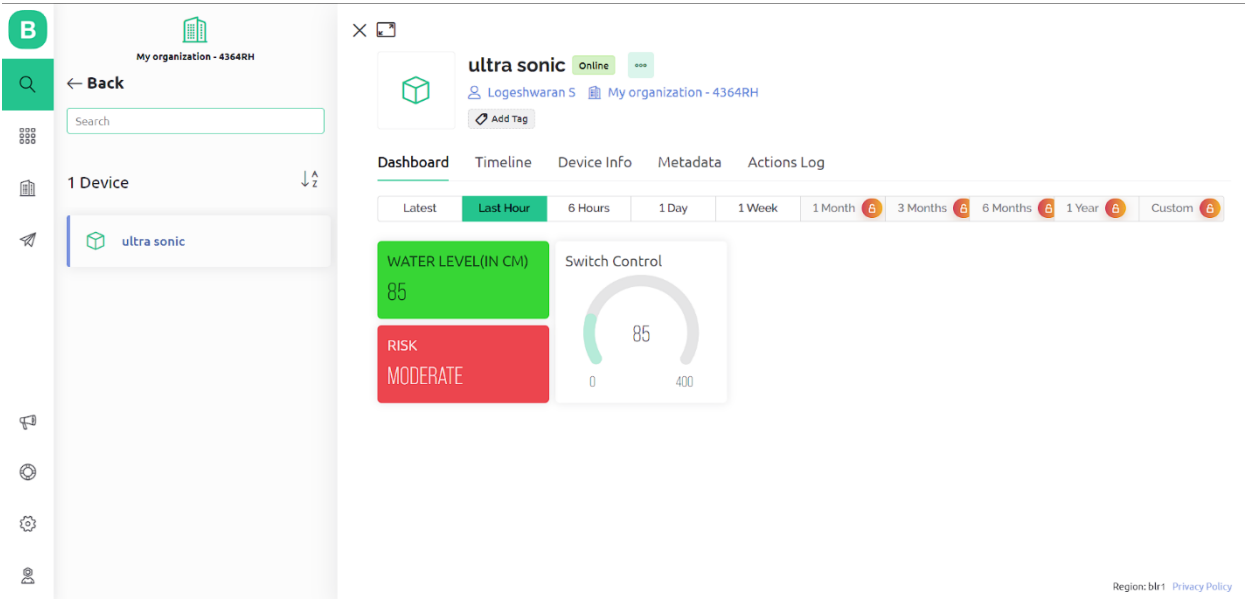 B
My organization - 4364RH
← Back
Search
1 Device
A
Z
ultra sonic
ultra sonic Online
Logeshwaran S My organization - 4364RH
Add Tag
Dashboard Timeline Device Info Metadata Actions Log
Latest Last Hour 6 Hours 1 Day 1 Week 1 Month 3 Months 6 Months 1 Year Custom
WATER LEVEL(IN CM)
85
RISK
MODERATE
Switch Control
85
0 400
Region: blr1 Privacy Policy